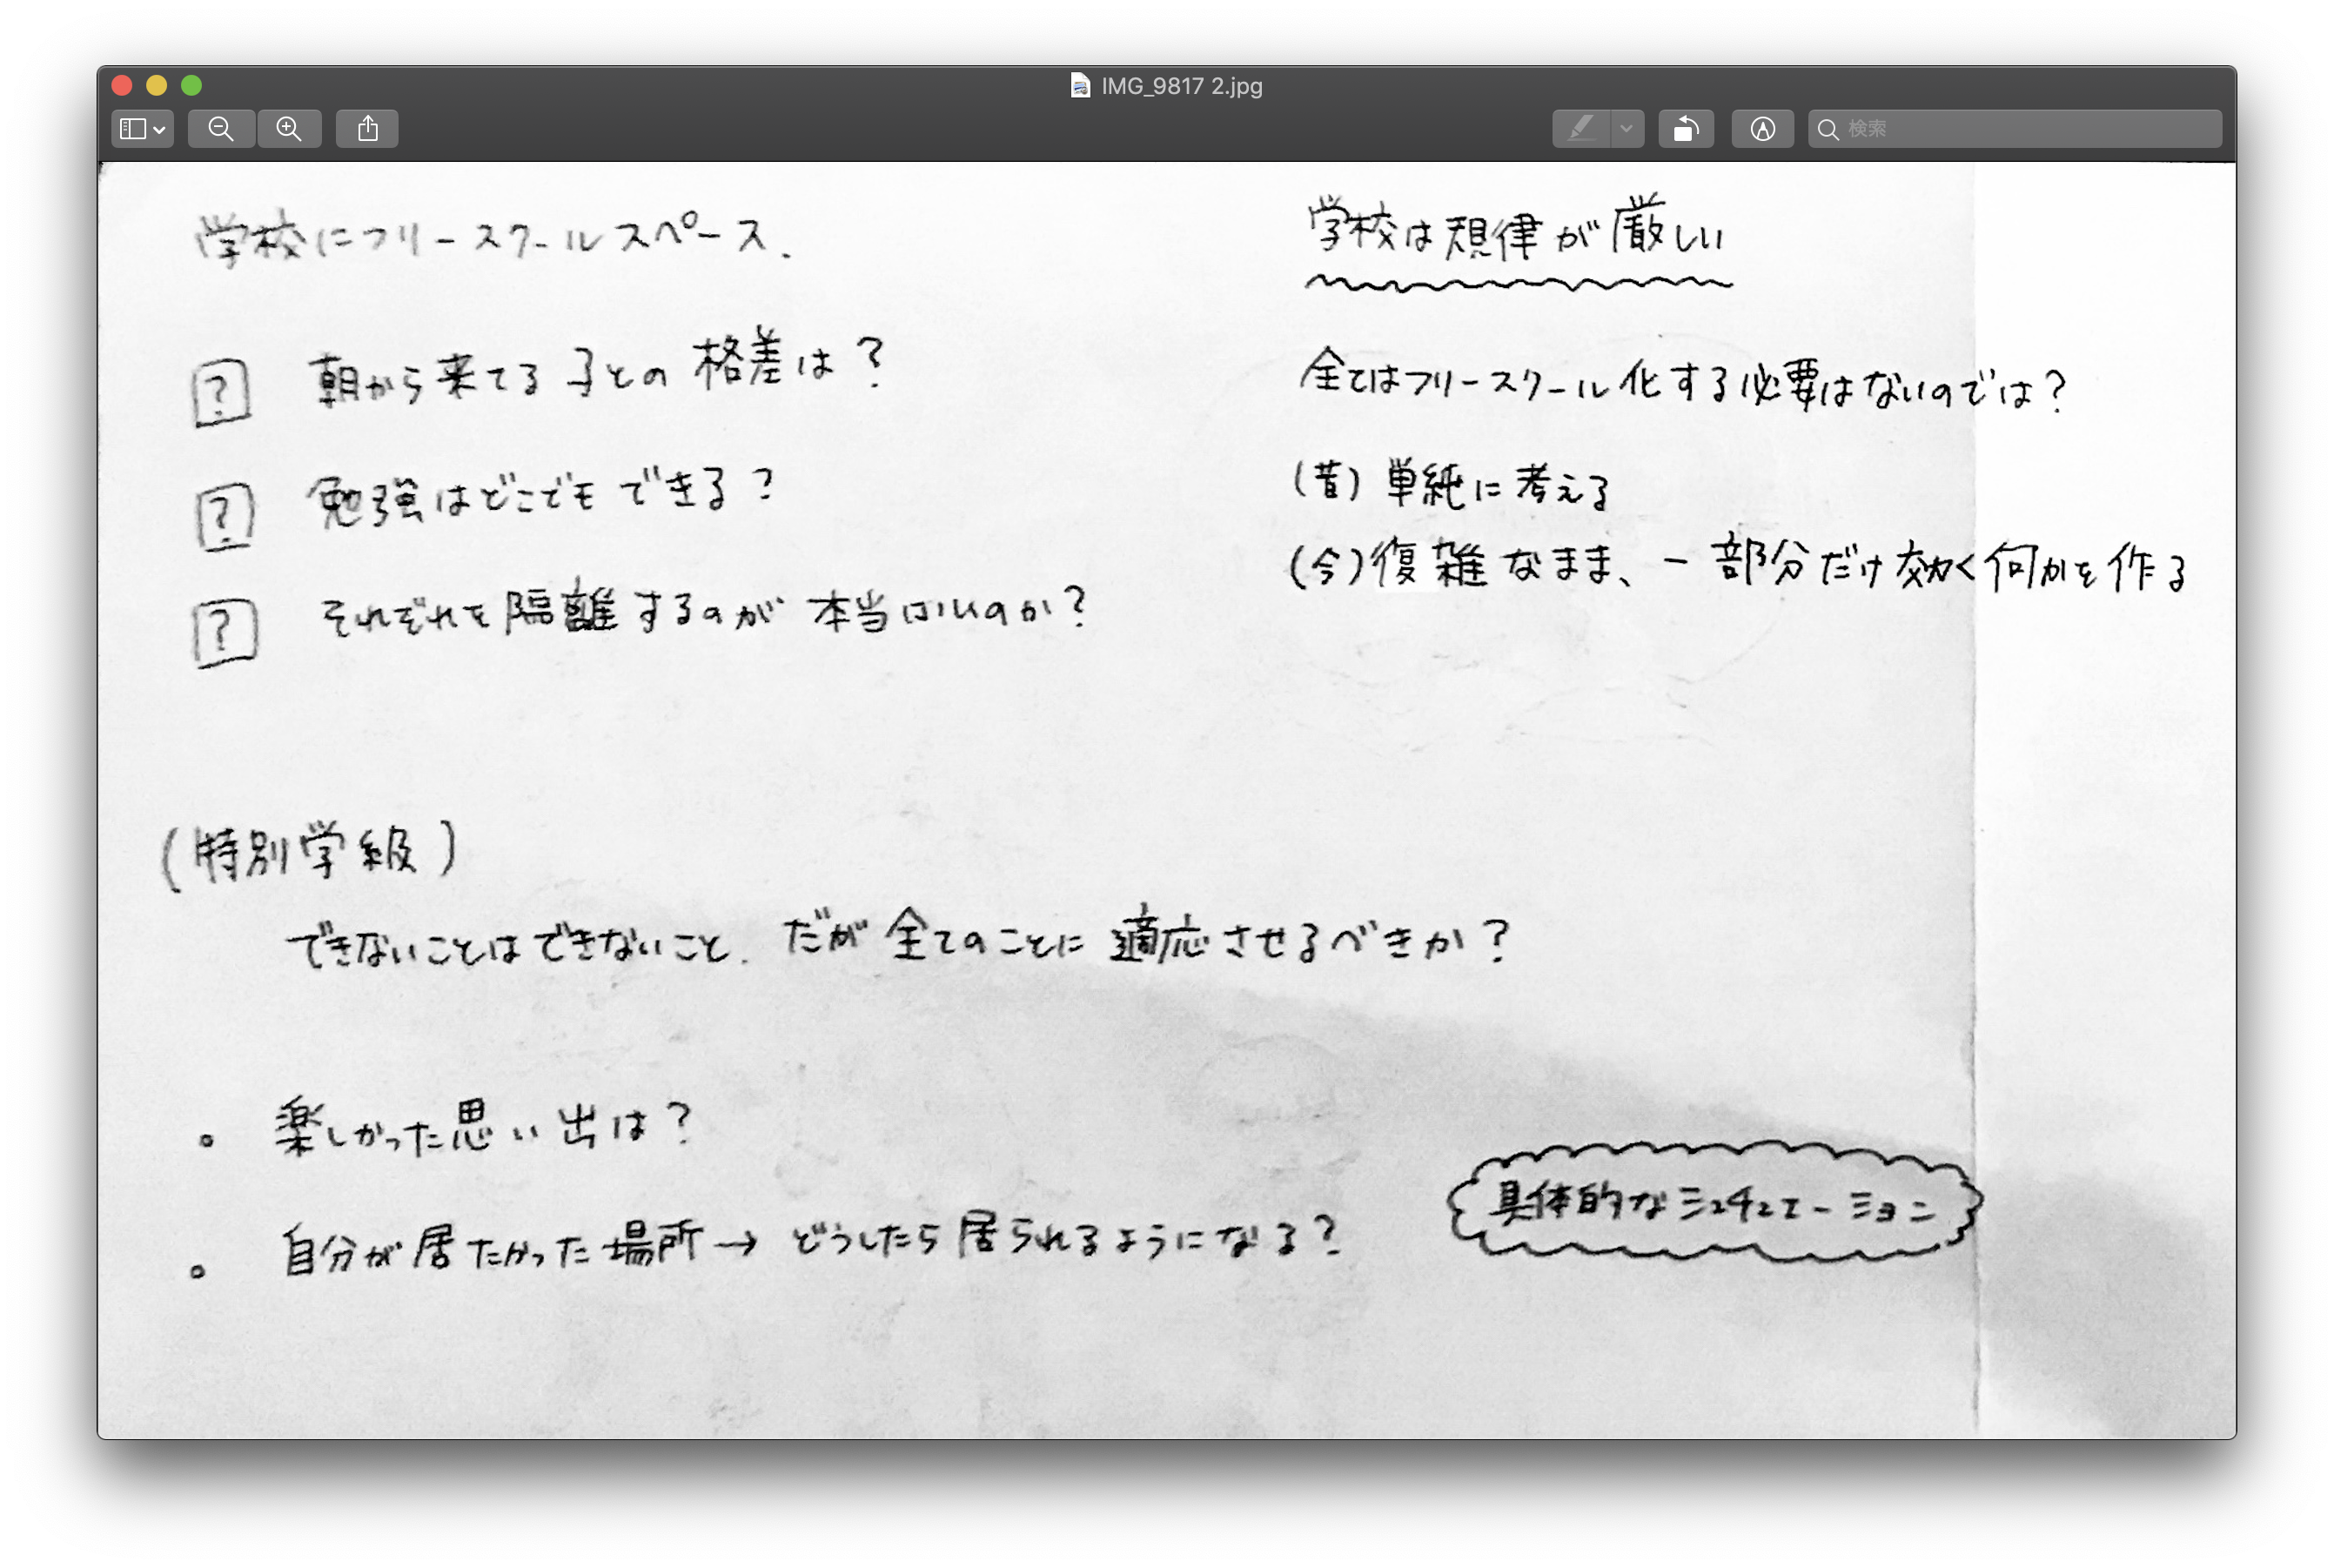 IMG_9817 2.jpg
検索
学校にフリースクールスペース.
? 朝から来てる子との格差は?
? 勉強はどこでもできる?
? それぞれを隔離するのが本当はいいのか?
学校は規律が厳しい
全てはフリースクール化する必要はないのでは?
(昔) 単純に考える
(今) 復雑なまま、一部分だけ効く何かを作る
(特別学級)
できないことはできないこと. だが全てのことに適応させるべきか?
。 楽しかった思い出は?
。 自分が居たかった場所→どうしたら居られるようになる?
具体的なシュチュエーション